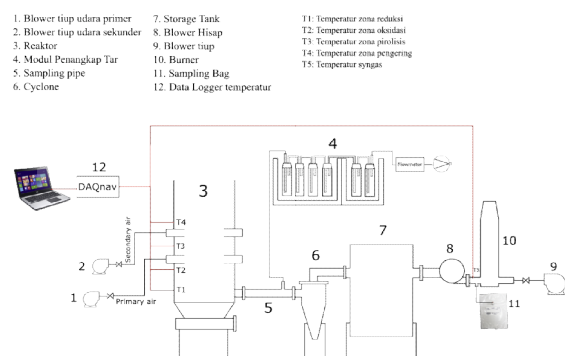 1. Blower tiup udara primer
2. Blower tiup udara sekunder
3. Reaktor
4. Modul Penangkap Tar
5. Sampling pipe
6. Cyclone
7. Storage Tank
8. Blower Hisap
9. Blower tiup
10. Burner
11. Sampling Bag
12. Data Logger temperatur
T1: Temperatur zona reduksi
T2: Temperatur zona oksidasi
T3: Temperatur zona pirolisis
T4: Temperatur zona pengering
T5: Temperatur syngas
4
Flowmeter
12
DAQnav
3
T4
Secondary air
T3
2
T2
T1
1
Primary air
5
6
7
8
T5
10
9
11